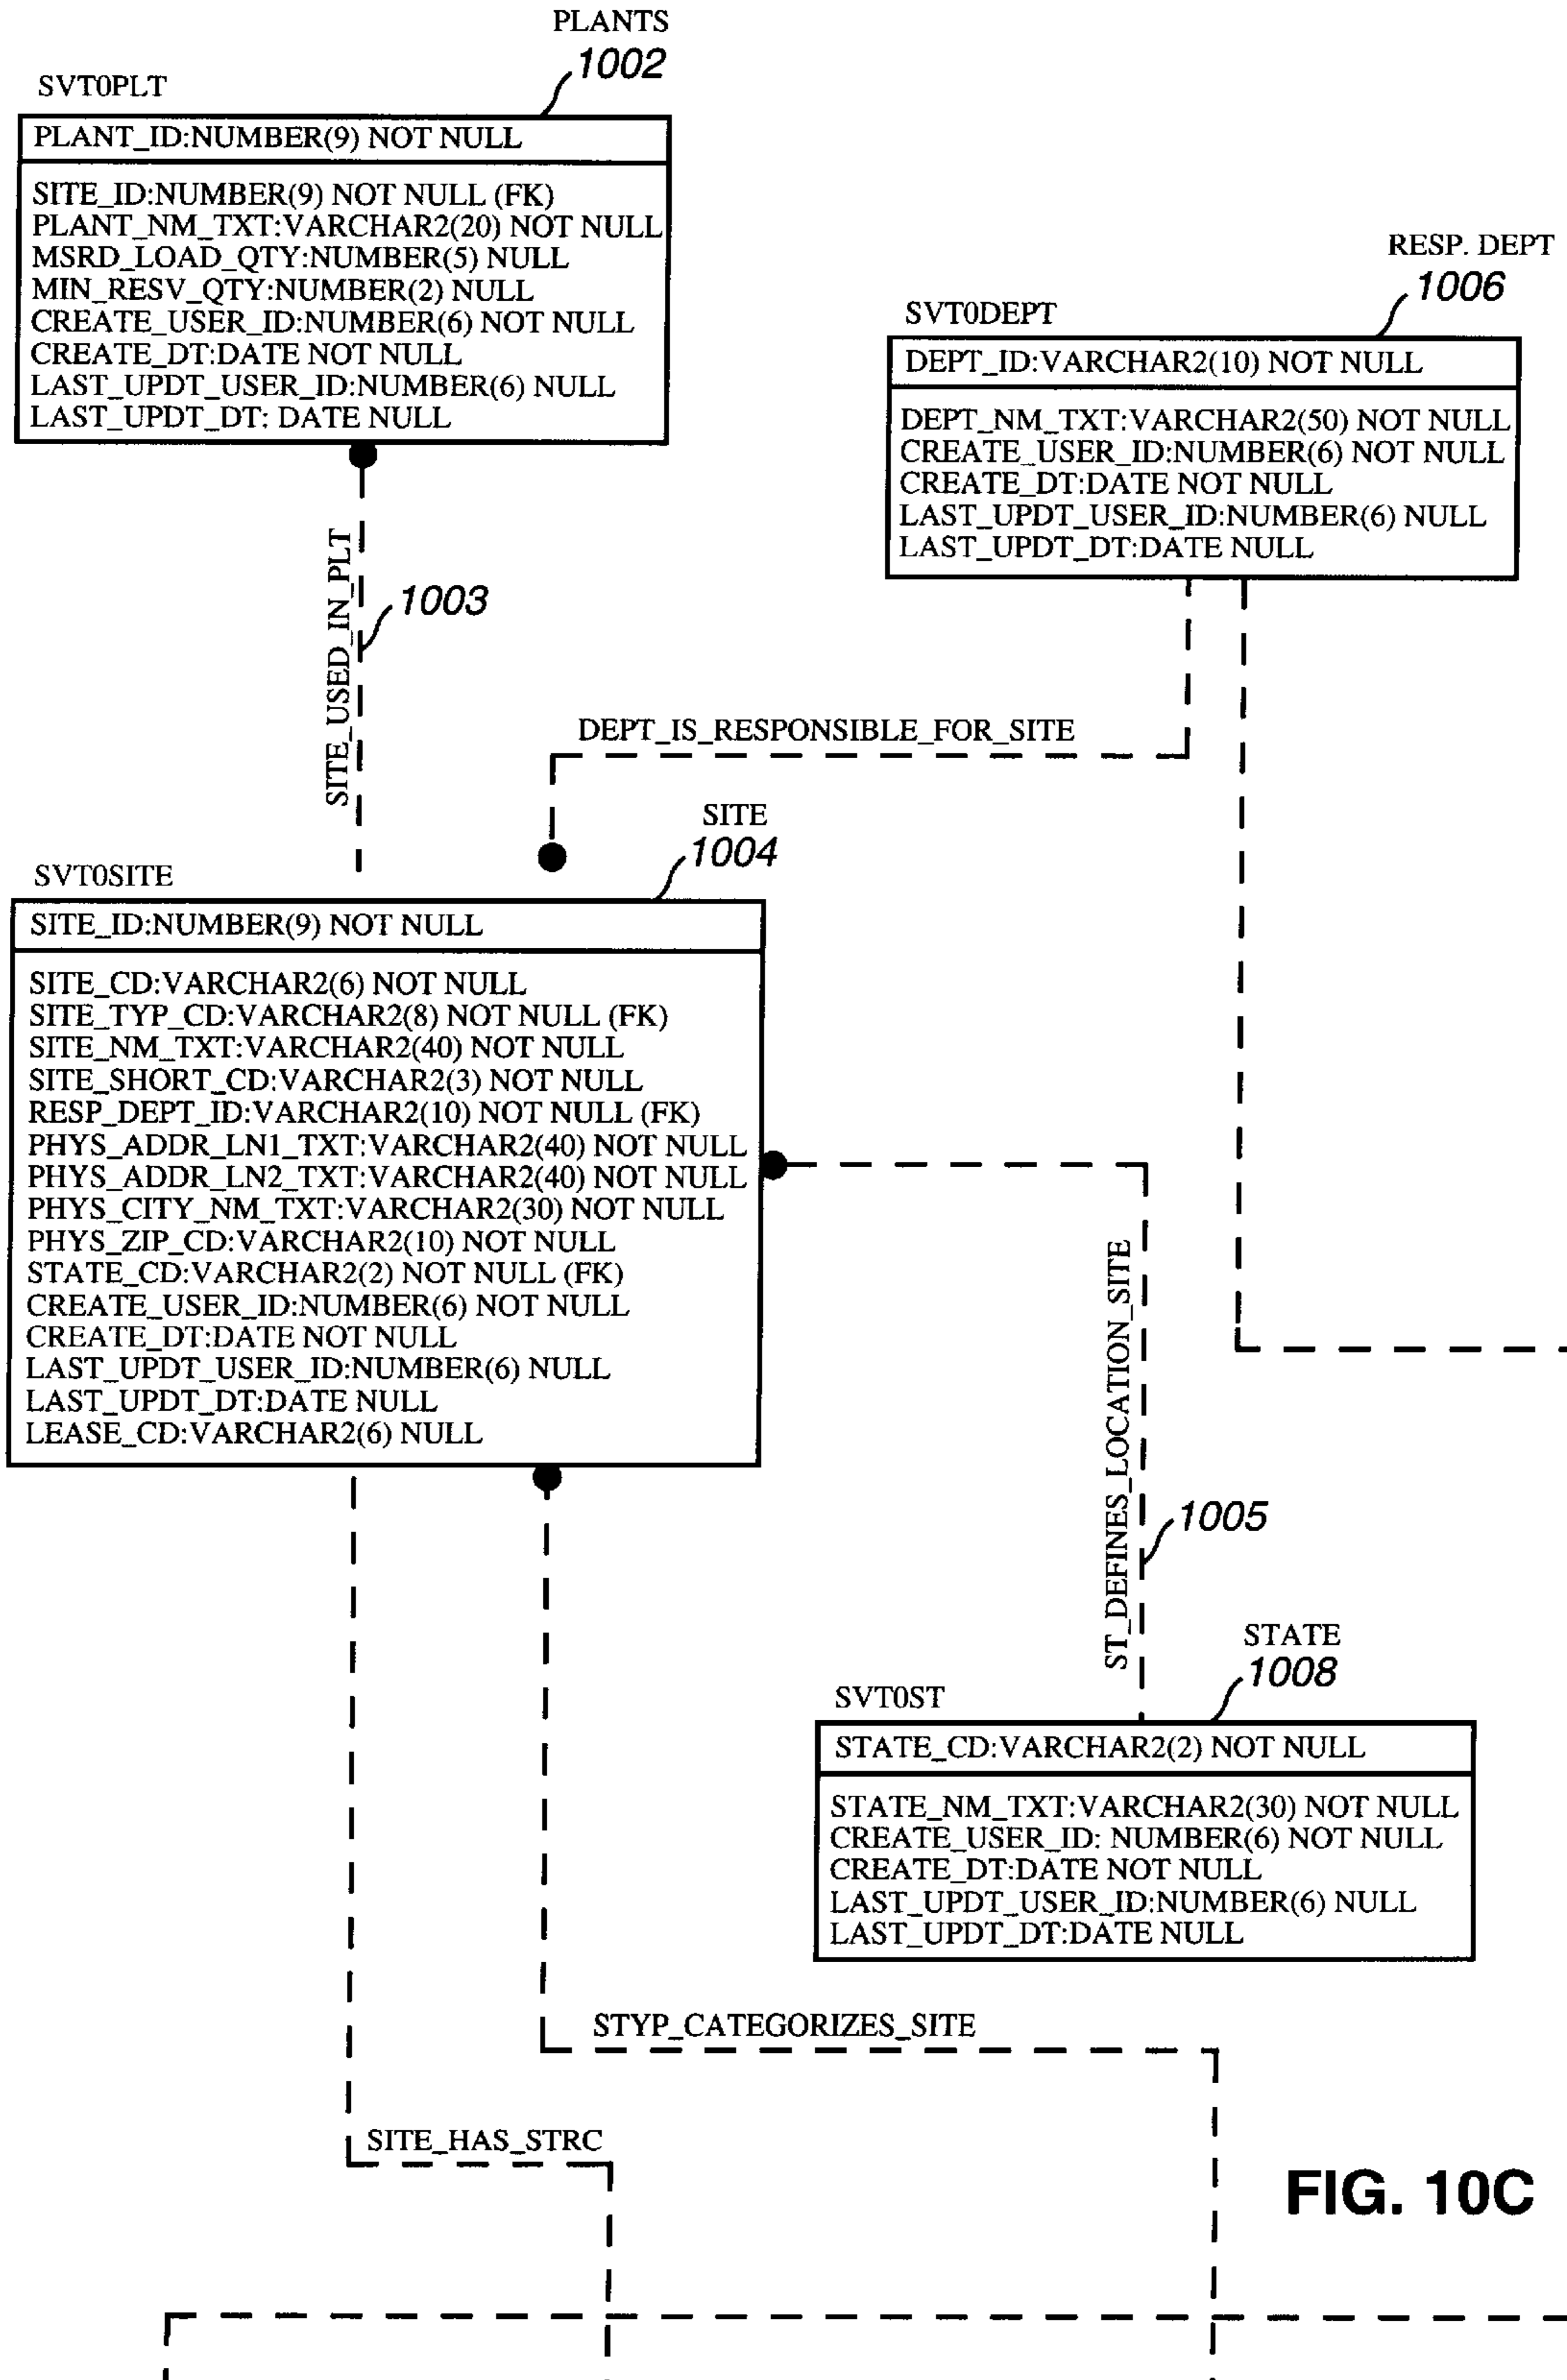 PLANTS
1002
SVT0PLT
PLANT_ID:NUMBER(9) NOT NULL
SITE_ID:NUMBER(9) NOT NULL (FK)
PLANT_NM_TXT:VARCHAR2(20) NOT NULL
MSRD_LOAD_QTY:NUMBER(5) NULL
MIN_RESV_QTY:NUMBER(2) NULL
CREATE_USER_ID:NUMBER(6) NOT NULL
CREATE_DT:DATE NOT NULL
LAST_UPDT_USER_ID:NUMBER(6) NULL
LAST_UPDT_DT: DATE NULL
RESP. DEPT
1006
SVT0DEPT
DEPT_ID:VARCHAR2(10) NOT NULL
DEPT_NM_TXT:VARCHAR2(50) NOT NULL
CREATE_USER_ID:NUMBER(6) NOT NULL
CREATE_DT:DATE NOT NULL
LAST_UPDT_USER_ID:NUMBER(6) NULL
LAST_UPDT_DT:DATE NULL
SITE_USED_IN_PLT
1003
DEPT_IS_RESPONSIBLE_FOR_SITE
SITE
1004
SVT0SITE
SITE_ID:NUMBER(9) NOT NULL
SITE_CD:VARCHAR2(6) NOT NULL
SITE_TYP_CD:VARCHAR2(8) NOT NULL (FK)
SITE_NM_TXT:VARCHAR2(40) NOT NULL
SITE_SHORT_CD:VARCHAR2(3) NOT NULL
RESP_DEPT_ID:VARCHAR2(10) NOT NULL (FK)
PHYS_ADDR_LN1_TXT:VARCHAR2(40) NOT NULL
PHYS_ADDR_LN2_TXT:VARCHAR2(40) NOT NULL
PHYS_CITY_NM_TXT:VARCHAR2(30) NOT NULL
PHYS_ZIP_CD:VARCHAR2(10) NOT NULL
STATE_CD:VARCHAR2(2) NOT NULL (FK)
CREATE_USER_ID:NUMBER(6) NOT NULL
CREATE_DT:DATE NOT NULL
LAST_UPDT_USER_ID:NUMBER(6) NULL
LAST_UPDT_DT:DATE NULL
LEASE_CD:VARCHAR2(6) NULL
ST_DEFINES_LOCATION_SITE
1005
STATE
1008
SVT0ST
STATE_CD:VARCHAR2(2) NOT NULL
STATE_NM_TXT:VARCHAR2(30) NOT NULL
CREATE_USER_ID: NUMBER(6) NOT NULL
CREATE_DT:DATE NOT NULL
LAST_UPDT_USER_ID:NUMBER(6) NULL
LAST_UPDT_DT:DATE NULL
STYP_CATEGORIZES_SITE
SITE_HAS_STRC
FIG. 10C